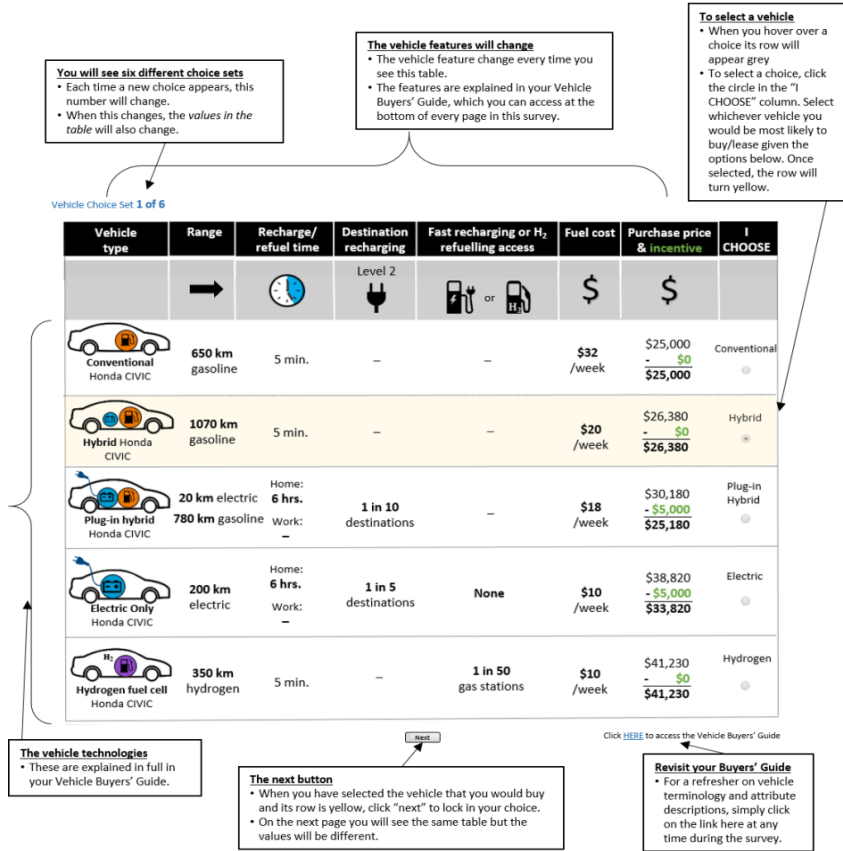 To select a vehicle
• When you hover over a
choice its row will
appear grey
• To select a choice, click
the circle in the “I
CHOOSE” column. Select
whichever vehicle you
would be most likely to
buy/lease given the
options below. Once
selected, the row will
turn yellow.
The vehicle features will change
• The vehicle feature change every time you
see this table.
• The features are explained in your Vehicle
Buyers’ Guide, which you can access at the
bottom of every page in this survey.
You will see six different choice sets
• Each time a new choice appears, this
number will change.
• When this changes, the values in the
table will also change.
Vehicle Choice Set 1 of 6
Vehicle type Range Recharge/ refuel time Destination recharging Fast recharging or H₂ refuelling access Fuel cost Purchase price & incentive I CHOOSE
Level 2
or
H₂
$ $
Conventional
Honda CIVIC
650 km
gasoline
5 min.
–
–
$32
/week
$25,000
- $0
$25,000
Conventional
Hybrid Honda
CIVIC
1070 km
gasoline
5 min.
–
–
$20
/week
$26,380
- $0
$26,380
Hybrid
Plug-in hybrid
Honda CIVIC
20 km electric
780 km gasoline
Home:
6 hrs.
Work:
–
1 in 10
destinations
–
$18
/week
$30,180
- $5,000
$25,180
Plug-in
Hybrid
Electric Only
Honda CIVIC
200 km
electric
Home:
6 hrs.
Work:
–
1 in 5
destinations
None
$10
/week
$38,820
- $5,000
$33,820
Electric
H₂
Hydrogen fuel cell
Honda CIVIC
350 km
hydrogen
5 min.
–
1 in 50
gas stations
$10
/week
$41,230
- $0
$41,230
Hydrogen
Next
Click HERE to access the Vehicle Buyers’ Guide
The vehicle technologies
• These are explained in full in
your Vehicle Buyers’ Guide.
The next button
• When you have selected the vehicle that you would buy
and its row is yellow, click “next” to lock in your choice.
• On the next page you will see the same table but the
values will be different.
Revisit your Buyers’ Guide
• For a refresher on vehicle
terminology and attribute
descriptions, simply click
on the link here at any
time during the survey.